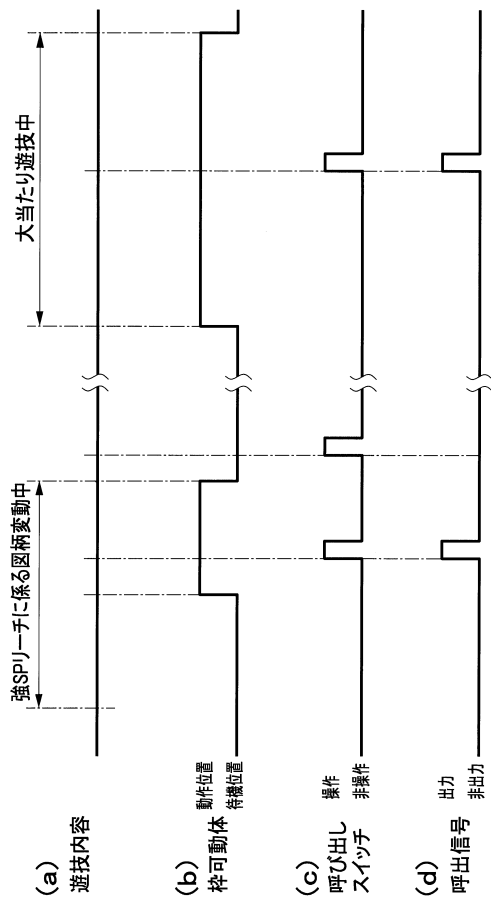 強SPリーチに係る図柄変動中
大当たり遊技中
(a)
遊技内容
(b)
枠可動体
動作位置
待機位置
(c)
呼び出し
スイッチ
操作
非操作
(d)
呼出信号
出力
非出力